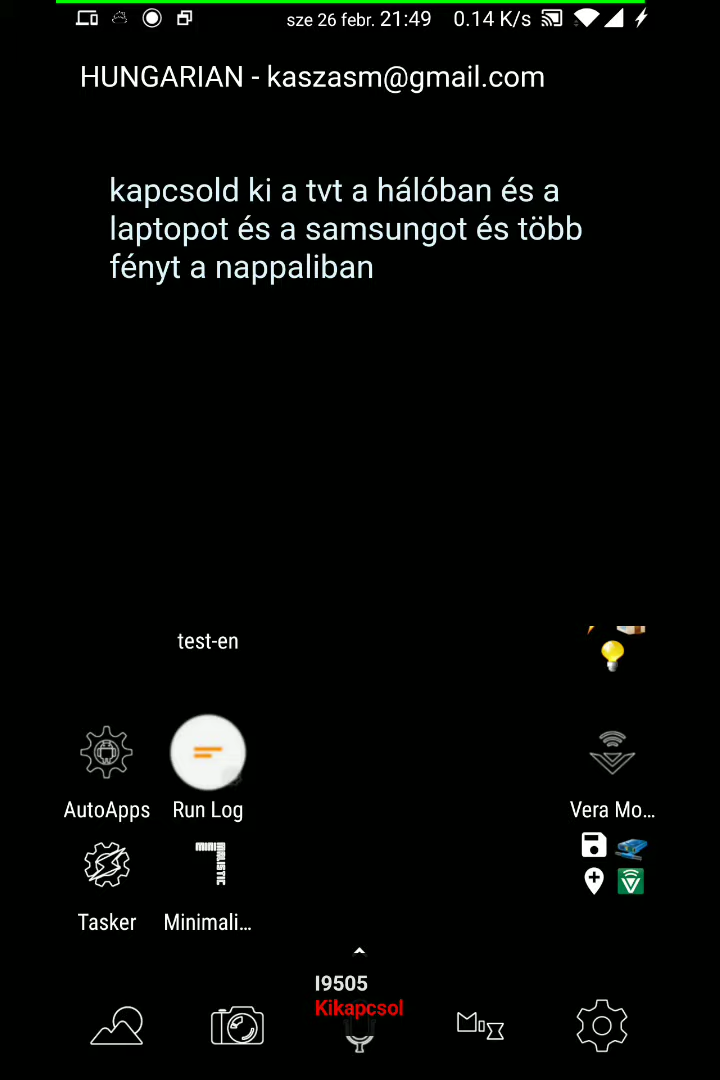 sze 26 febr. 21:49 0.14 K/s
HUNGARIAN - kaszasm@gmail.com
kapcsold ki a tvt a hálóban és a
laptopot és a samsungot és több
fényt a nappaliban
test-en
AutoApps Run Log Vera Mo…
MINIMALISTIC
Tasker Minimali…
I9505
Kikapcsol